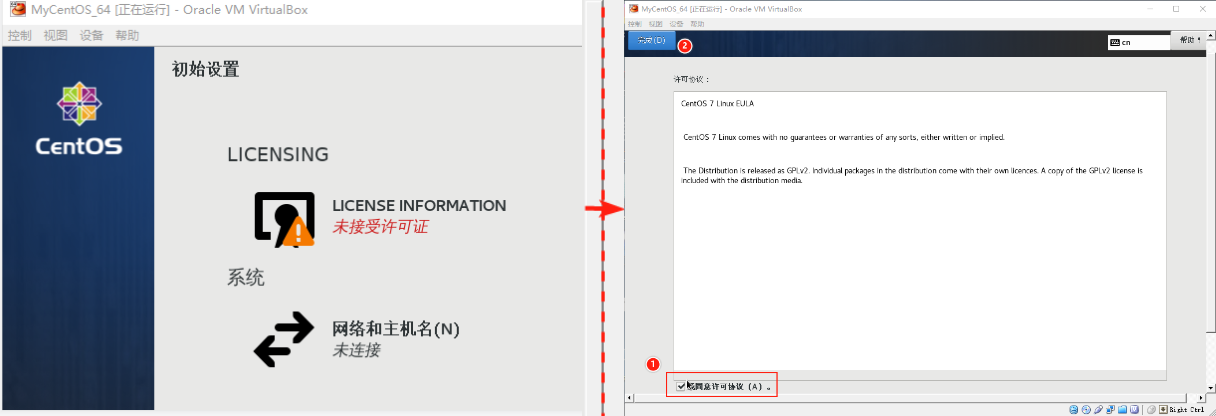 MyCentOS_64 [正在运行] - Oracle VM VirtualBox
控制 视图 设备 帮助
CentOS
初始设置
LICENSING
LICENSE INFORMATION
未接受许可证
系统
网络和主机名(N)
未连接
MyCentOS_64 [正在运行] - Oracle VM VirtualBox
控制 视图 设备 帮助
完成(D)
2
cn
帮助！
许可协议：
CentOS 7 Linux EULA
CentOS 7 Linux comes with no guarantees or warranties of any sorts, either written or implied.
The Distribution is released as GPLv2. Individual packages in the distribution come with their own licences. A copy of the GPLv2 license is
included with the distribution media.
1
我同意许可协议（A）。
Right Ctrl